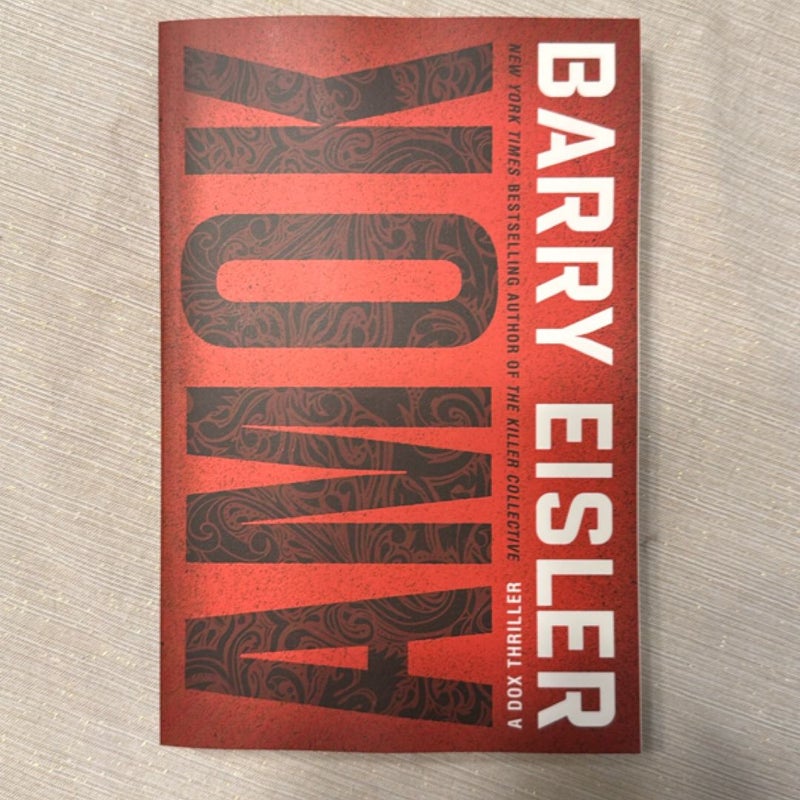 AMOK
A DOX THRILLER
NEW YORK TIMES BESTSELLING AUTHOR OF THE KILLER COLLECTIVE
BARRY EISLER